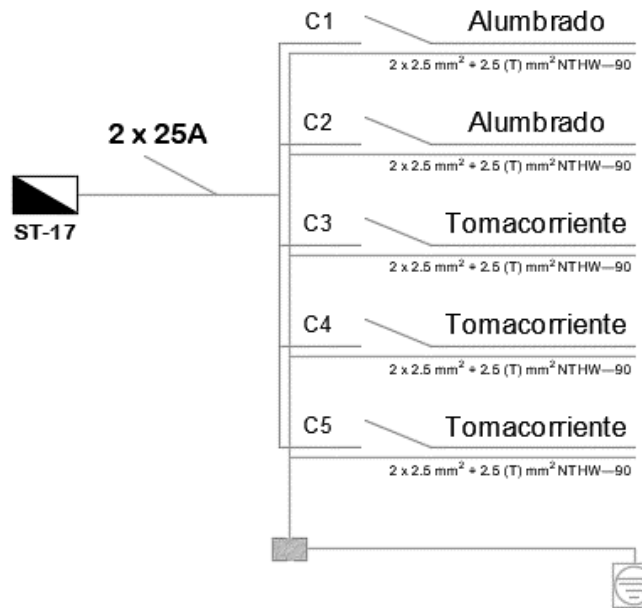 C1 Alumbrado
2 x 2.5 mm² + 2.5 (T) mm² NTHW—90
C2 Alumbrado
2 x 2.5 mm² + 2.5 (T) mm² NTHW—90
2 x 25A
ST-17
C3 Tomacorriente
2 x 2.5 mm² + 2.5 (T) mm² NTHW—90
C4 Tomacorriente
2 x 2.5 mm² + 2.5 (T) mm² NTHW—90
C5 Tomacorriente
2 x 2.5 mm² + 2.5 (T) mm² NTHW—90